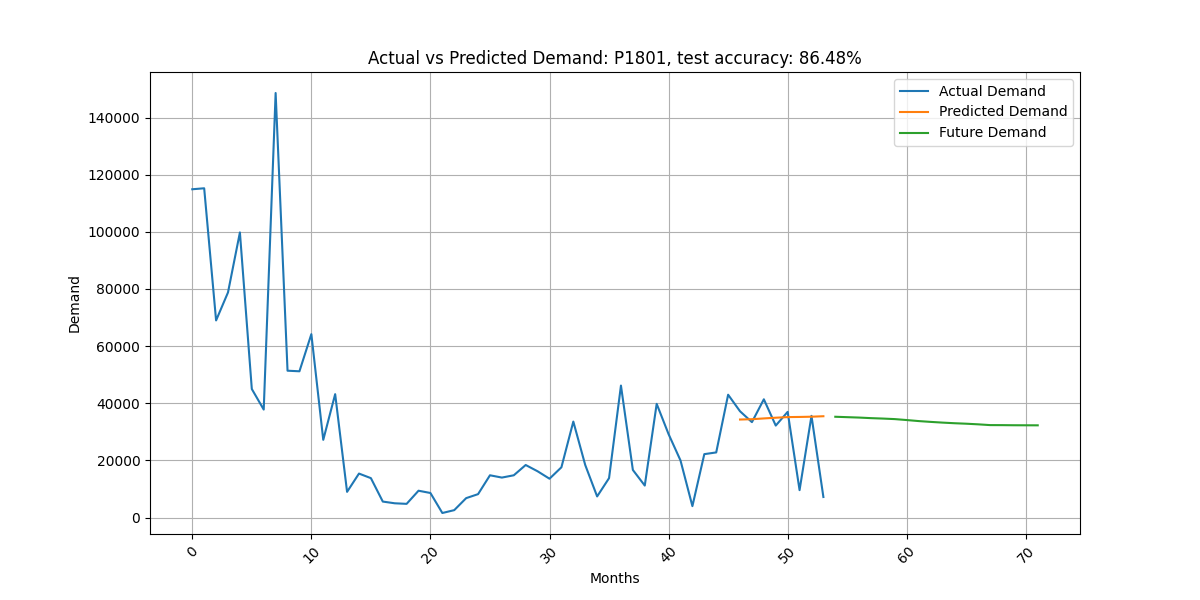 Actual vs Predicted Demand: P1801, test accuracy: 86.48%
Actual Demand
Predicted Demand
Future Demand
Demand
140000
120000
100000
80000
60000
40000
20000
0
0
10
20
30
40
50
60
70
Months